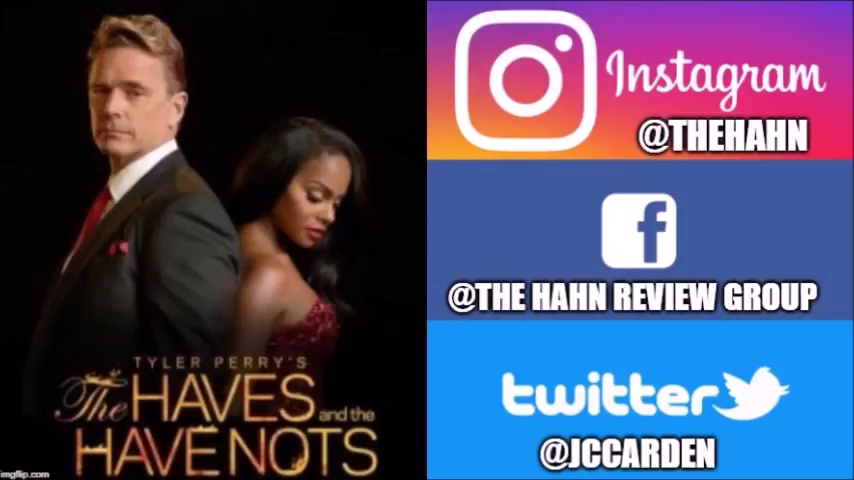 TYLER PERRY'S
The HAVES and the
HAVE NOTS
imgflip.com
Instagram
@THEHAHN
f
@THE HAHN REVIEW GROUP
twitter
@JCCARDEN